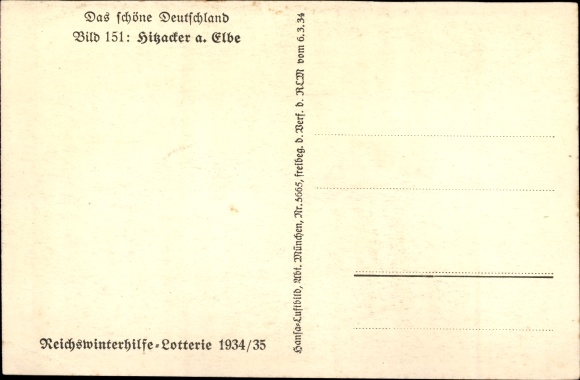 Das schöne Deutschland
Bild 151: Hitzacker a. Elbe
Reichswinterhilfe-Lotterie 1934/35
Hansa-Luftbild, Abt. München, Nr. 5665, freibeg. d. Verf. d. RLM vom 6.3.34